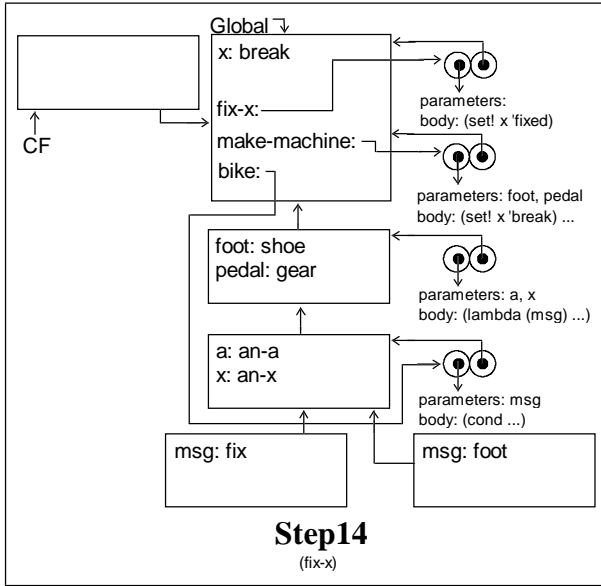 Global
x: break
fix-x:
make-machine:
bike:
CF
parameters:
body: (set! x 'fixed)
parameters: foot, pedal
body: (set! x 'break) ...
foot: shoe
pedal: gear
parameters: a, x
body: (lambda (msg) ...)
a: an-a
x: an-x
parameters: msg
body: (cond ...)
msg: fix
msg: foot
Step14
(fix-x)